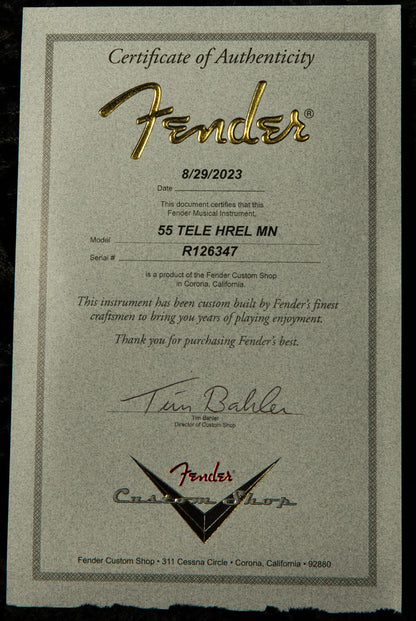 Certificate of Authenticity
Fender®
8/29/2023
Date
This document certifies that this
Fender Musical Instrument,
55 TELE HREL MN
Model
R126347
Serial #
is a product of the Fender Custom Shop
in Corona, California.
This instrument has been custom built by Fender's finest
craftsmen to bring you years of playing enjoyment.
Thank you for purchasing Fender's best.
Tim Bahler
Tim Bahler
Director of Custom Shop
Fender
Custom Shop
Fender Custom Shop • 311 Cessna Circle • Corona, California • 92880